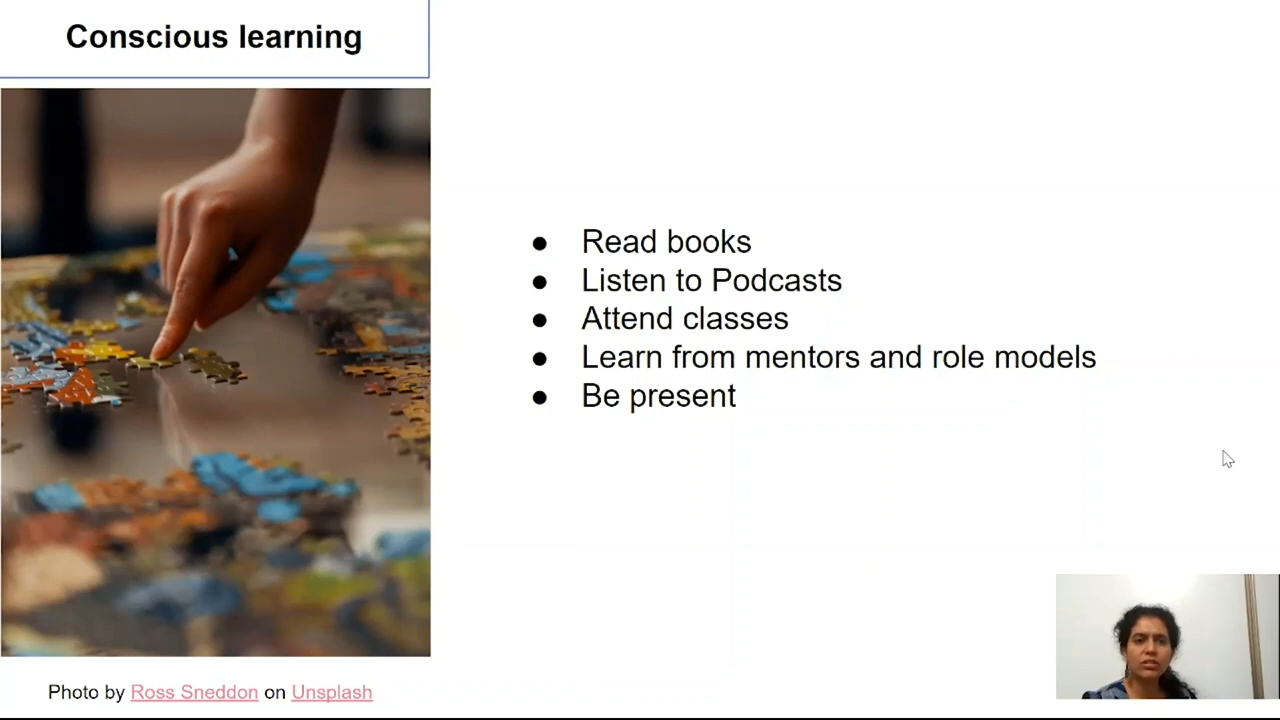 Conscious learning
● Read books
● Listen to Podcasts
● Attend classes
● Learn from mentors and role models
● Be present
Photo by Ross Sneddon on Unsplash